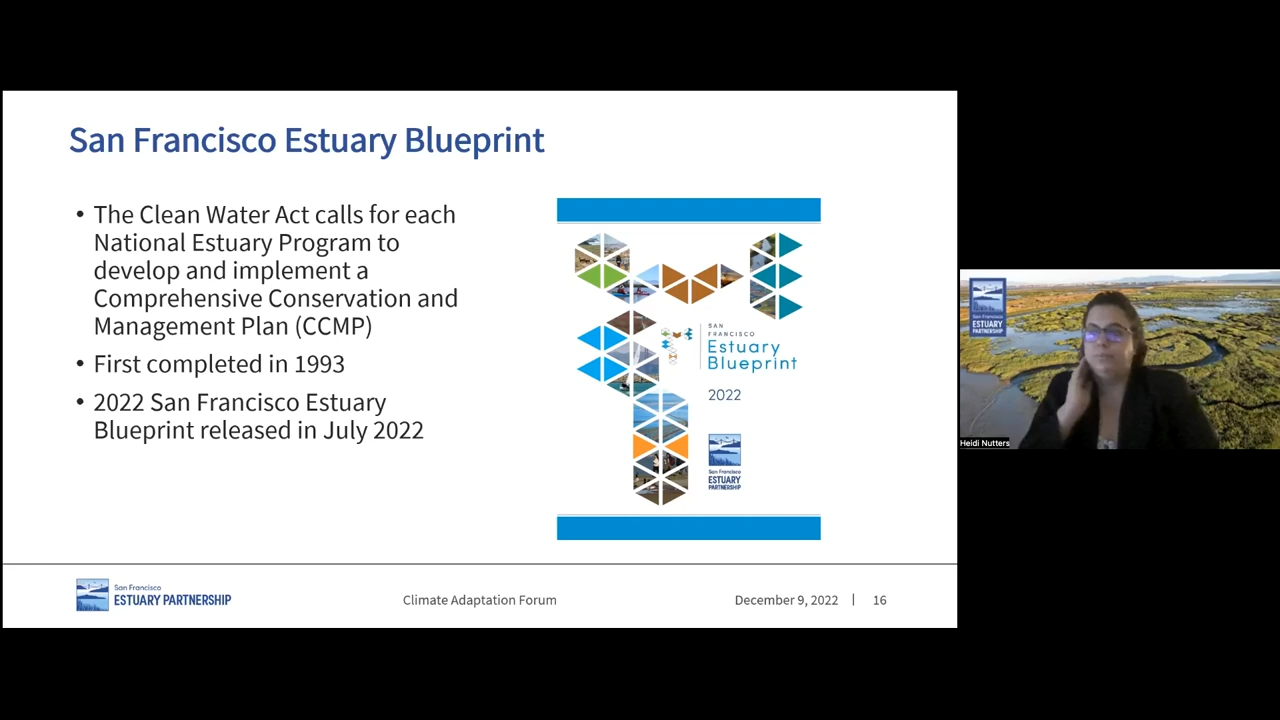 San Francisco Estuary Blueprint
• The Clean Water Act calls for each
National Estuary Program to
develop and implement a
Comprehensive Conservation and
Management Plan (CCMP)
• First completed in 1993
• 2022 San Francisco Estuary
Blueprint released in July 2022
SAN
FRANCISCO
Estuary
Blueprint
2022
San Francisco
ESTUARY
PARTNERSHIP
San Francisco
ESTUARY PARTNERSHIP
Climate Adaptation Forum
December 9, 2022 | 16
San Francisco
ESTUARY
PARTNERSHIP
Heidi Nutters